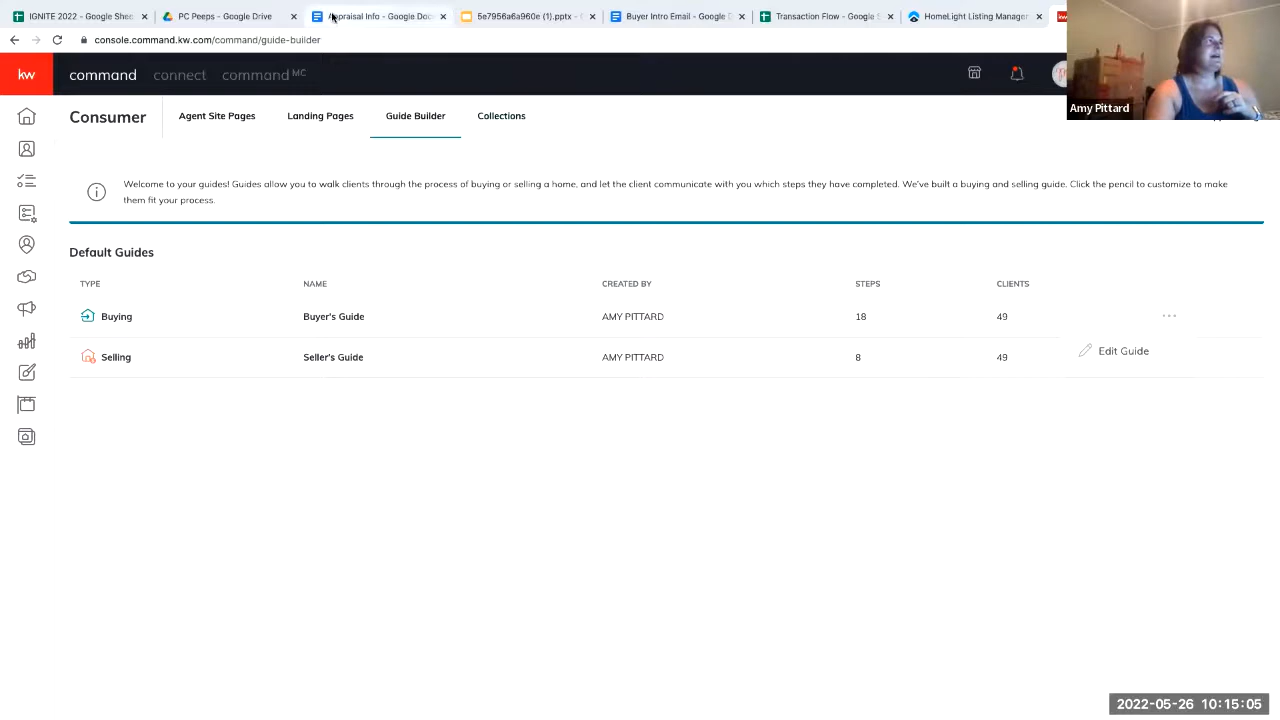 IGNITE 2022 - Google Shee
PC Peeps - Google Drive
Appraisal Info - Google Doc
5e7956a6a960e (1).pptx -
Buyer Intro Email - Google D
Transaction Flow - Google S
HomeLight Listing Manager
kw
console.command.kw.com/command/guide-builder
kw
command
connect
command MC
Amy Pittard
Consumer
Agent Site Pages
Landing Pages
Guide Builder
Collections
Welcome to your guides! Guides allow you to walk clients through the process of buying or selling a home, and let the client communicate with you which steps they have completed. We've built a buying and selling guide. Click the pencil to customize to make
them fit your process.
Default Guides
TYPE NAME CREATED BY STEPS CLIENTS
Buying Buyer's Guide AMY PITTARD 18 49
Edit Guide
Selling Seller's Guide AMY PITTARD 8 49
2022-05-26 10:15:05